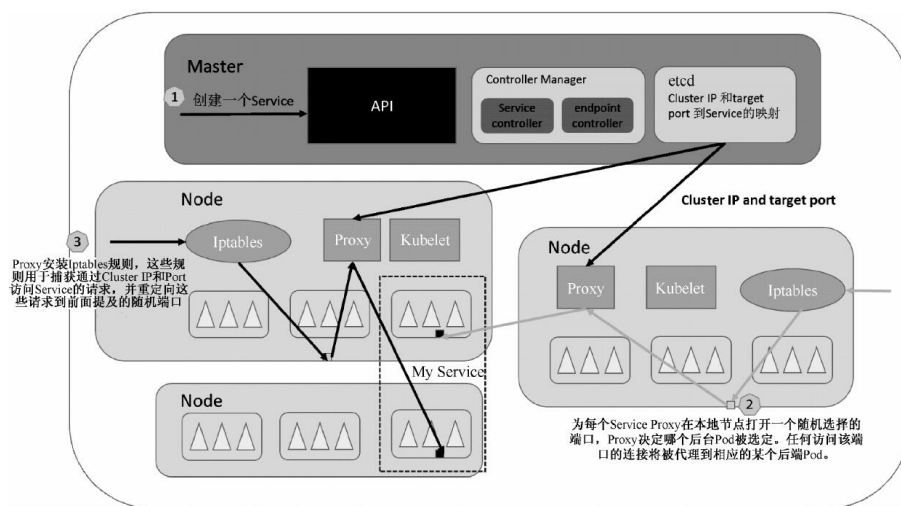 Master
① 创建一个Service
API
Controller Manager
Service
controller
endpoint
controller
etcd
Cluster IP 和target
port 到Service的映射
Node
Cluster IP and target port
③
Iptables
Proxy
Kubelet
Proxy安装Iptables规则，这些规
则用于捕获通过Cluster IP和Port
访问Service的请求，并重定向这
些请求到前面提及的随机端口
Node
Proxy
Kubelet
Iptables
My Service
Node
②
为每个Service Proxy在本地节点打开一个随机选择的
端口，Proxy决定哪个后台Pod被选定。任何访问该端
口的连接将被代理到相应的某个后端Pod。